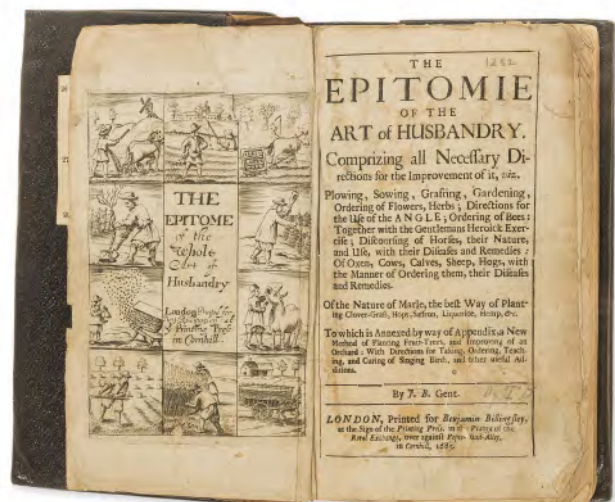 THE
EPITOME
of the
Whole
Art of
Husbandry
London
Printing Press
in Cornhill
1252
THE
EPITOMIE
OF THE
ART of HUSBANDRY.
Comprizing all Neceſſary Di-
rections for the Improvement of it, viz.
Plowing, Sowing, Grafting, Gardening,
Ordering of Flowers, Herbs; Directions for
the Uſe of the ANGLE; Ordering of Bees:
Together with the Gentlemans Heroick Exer-
ciſe; Diſcourſing of Horſes, their Nature,
and Uſe, with their Diſeaſes and Remedies:
Of Oxen, Cows, Calves, Sheep, Hogs, with
the Manner of Ordering them, their Diſeaſes
and Remedies.
Of the Nature of Marle, the beſt Way of Plant-
ing Clover-Graſs, Hops, Saffron, Liquorice, Hemp, &c.
To which is Annexed by way of Appendix, a New
Method of Planting Fruit-Trees, and Improving of an
Orchard: With Directions for Taking, Ordering, Teach-
ing, and Curing of Singing Birds, and other uſeful Ad-
ditions.
By J. B. Gent.
LONDON, Printed for Benjamin Billingſley,
at the Sign of the Printing Preſs, in the Piazza of the
Royal Exchange, over againſt Alley,
in Cornhil,